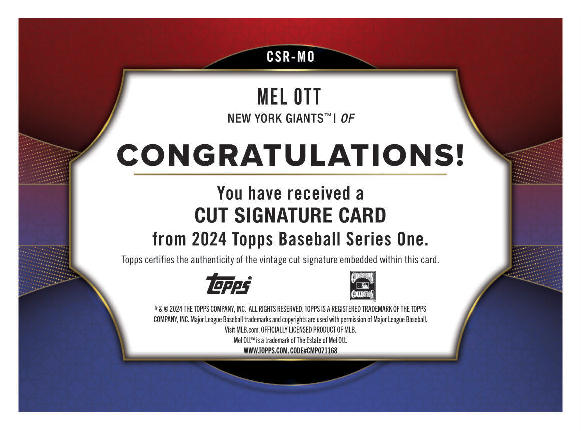 CSR-MO
MEL OTT
NEW YORK GIANTS™ | OF
CONGRATULATIONS!
You have received a
CUT SIGNATURE CARD
from 2024 Topps Baseball Series One.
Topps certifies the authenticity of the vintage cut signature embedded within this card.
Topps
® & © 2024 THE TOPPS COMPANY, INC. ALL RIGHTS RESERVED. TOPPS IS A REGISTERED TRADEMARK OF THE TOPPS
COMPANY, INC. Major League Baseball trademarks and copyrights are used with permission of Major League Baseball.
Visit MLB.com. OFFICIALLY LICENSED PRODUCT OF MLB.
Mel Ott™ is a trademark of The Estate of Mel Ott.
WWW.TOPPS.COM. CODE#CMP071168